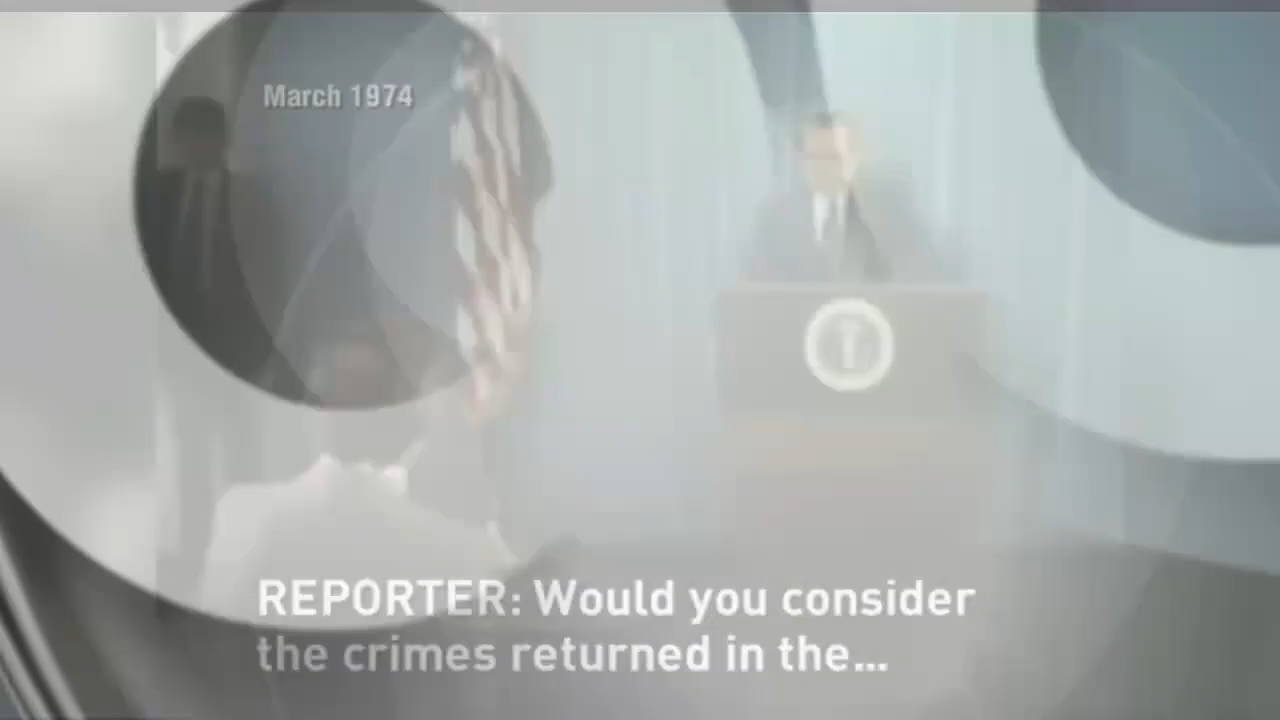 March 1974
REPORTER: Would you consider
the crimes returned in the...